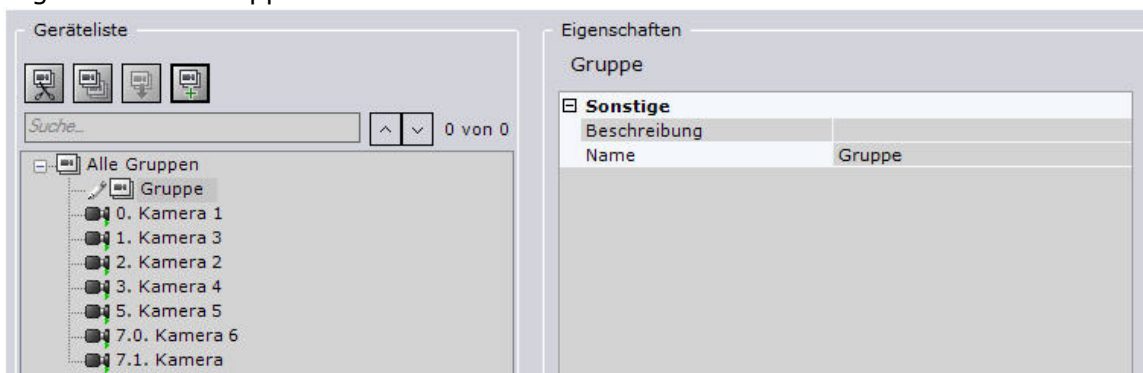 Geräteliste
Suche...
0 von 0
Alle Gruppen
Gruppe
0. Kamera 1
1. Kamera 3
2. Kamera 2
3. Kamera 4
5. Kamera 5
7.0. Kamera 6
7.1. Kamera
Eigenschaften
Gruppe
Sonstige
Beschreibung
Name Gruppe